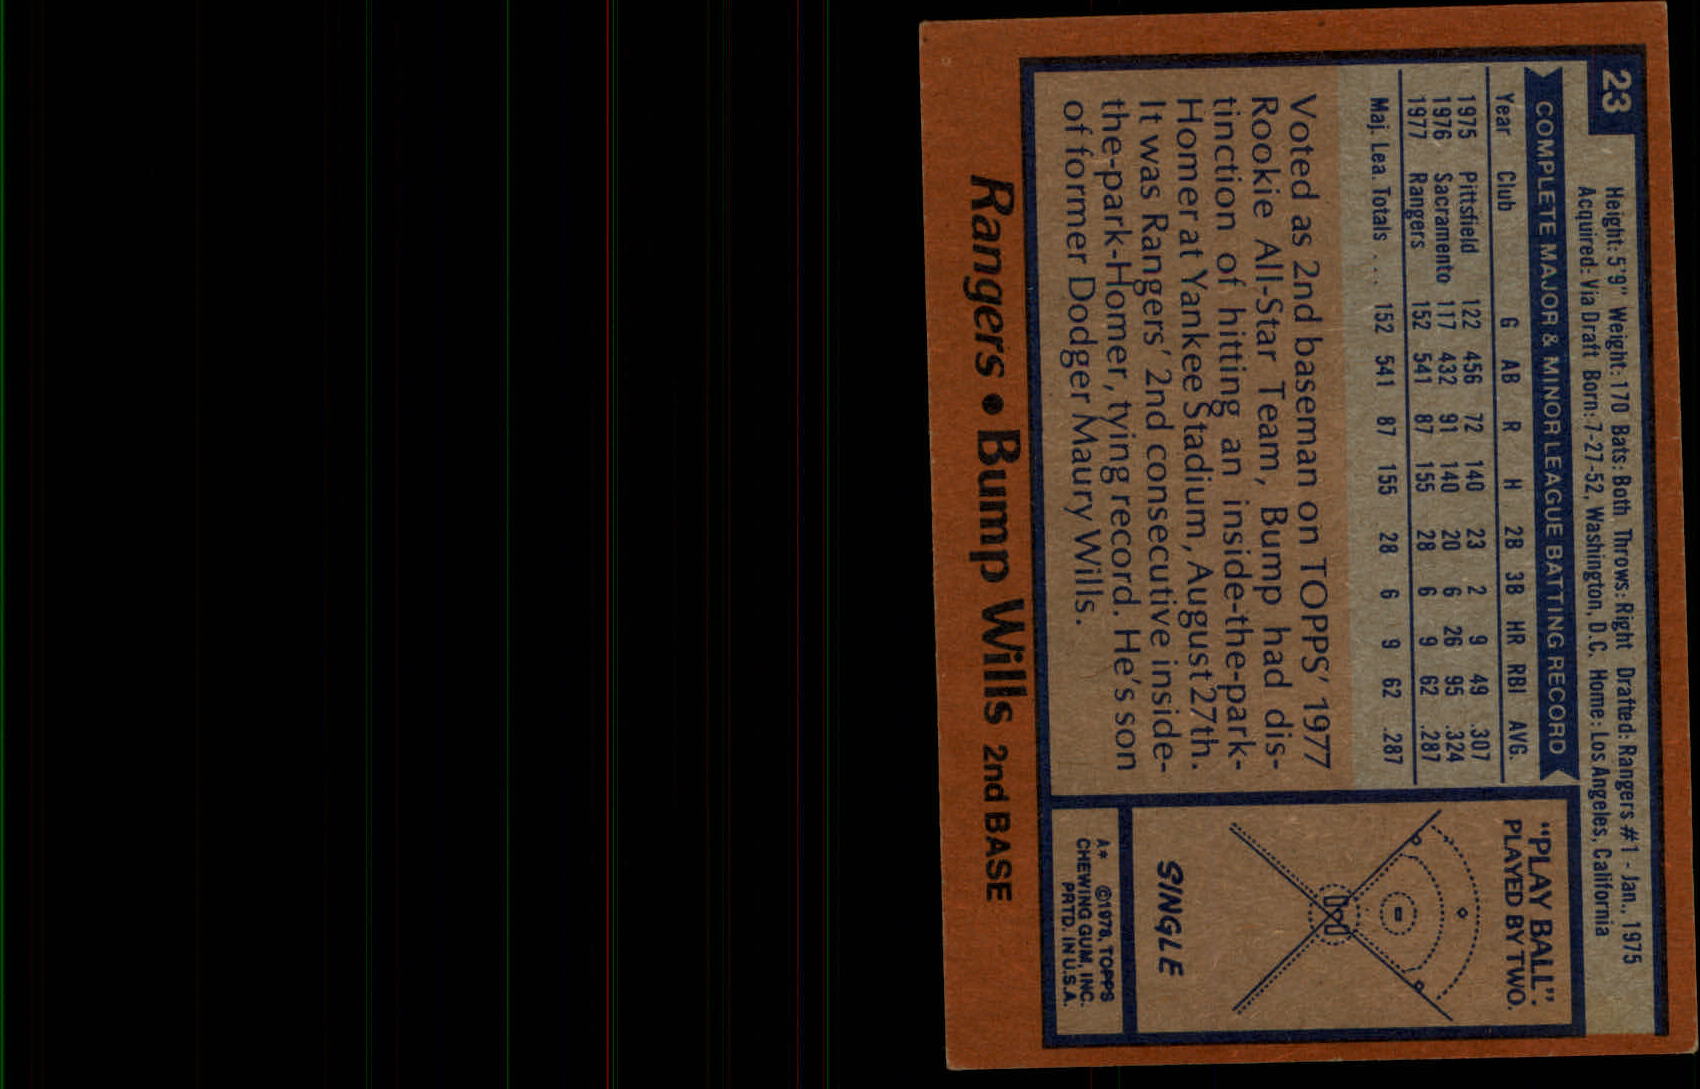 23
Height: 5'9" Weight: 170 Bats: Both Throws: Right Drafted: Rangers #1 - Jan., 1975
Acquired: Via Draft Born: 7-27-52, Washington, D.C. Home: Los Angeles, California
COMPLETE MAJOR & MINOR LEAGUE BATTING RECORD
Year Club G AB R H 2B 3B HR RBI AVG.
1975 Pittsfield 122 456 72 140 23 2 9 49 .307
1976 Sacramento 117 432 91 140 20 6 26 95 .324
1977 Rangers 152 541 87 155 28 6 9 62 .287
Maj. Lea. Totals .... 152 541 87 155 28 6 9 62 .287
Voted as 2nd baseman on TOPPS' 1977
Rookie All-Star Team, Bump had dis-
tinction of hitting an inside-the-park-
Homer at Yankee Stadium, August 27th.
It was Rangers' 2nd consecutive inside-
the-park-Homer, tying record. He's son
of former Dodger Maury Wills.
"PLAY BALL":
PLAYED BY TWO.
SINGLE
A* ©1978, TOPPS
CHEWING GUM, INC.
PRTD. IN U.S.A.
Rangers • Bump Wills 2nd BASE